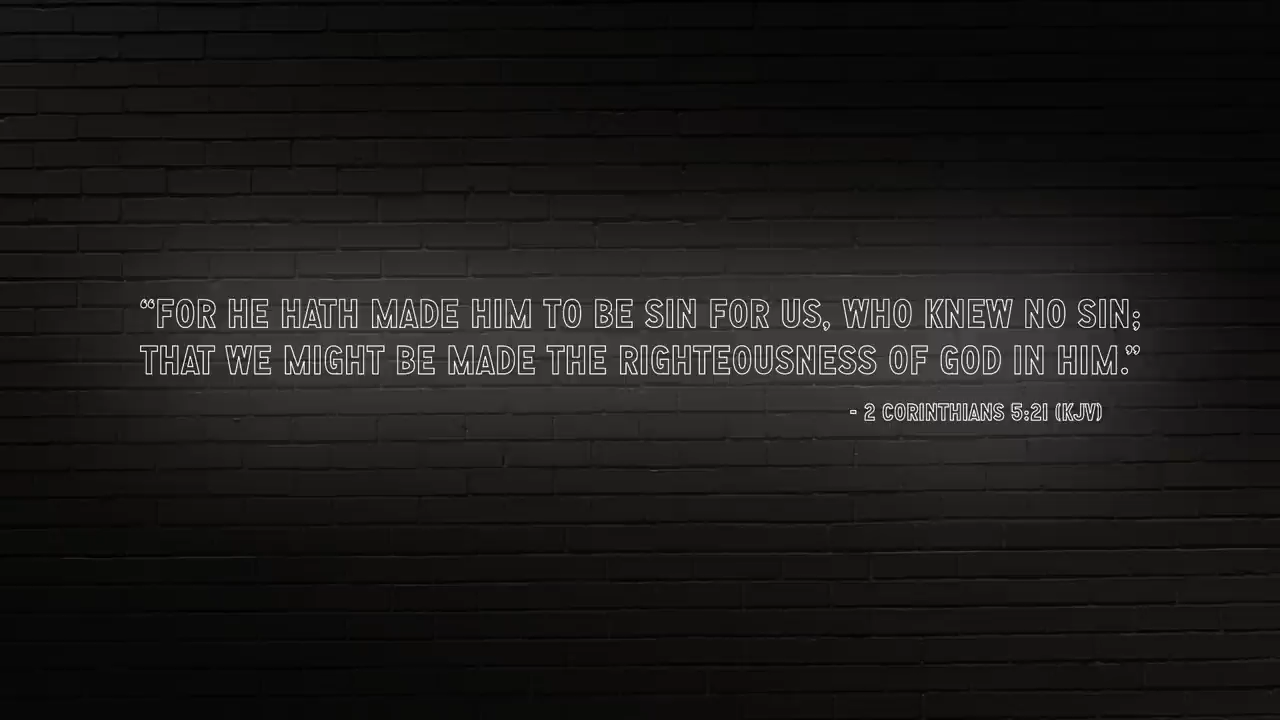 “FOR HE HATH MADE HIM TO BE SIN FOR US, WHO KNEW NO SIN;
THAT WE MIGHT BE MADE THE RIGHTEOUSNESS OF GOD IN HIM.”
- 2 CORINTHIANS 5:21 (KJV)